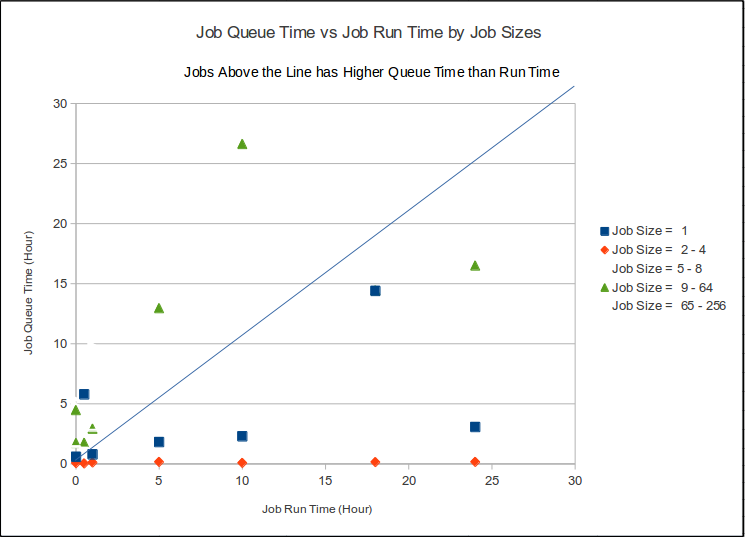 Job Queue Time vs Job Run Time by Job Sizes
Jobs Above the Line has Higher Queue Time than Run Time
30
25
20
15
10
5
0
Job Queue Time (Hour)
0 5 10 15 20 25 30
Job Run Time (Hour)
Job Size = 1
Job Size = 2 - 4
Job Size = 5 - 8
Job Size = 9 - 64
Job Size = 65 - 256